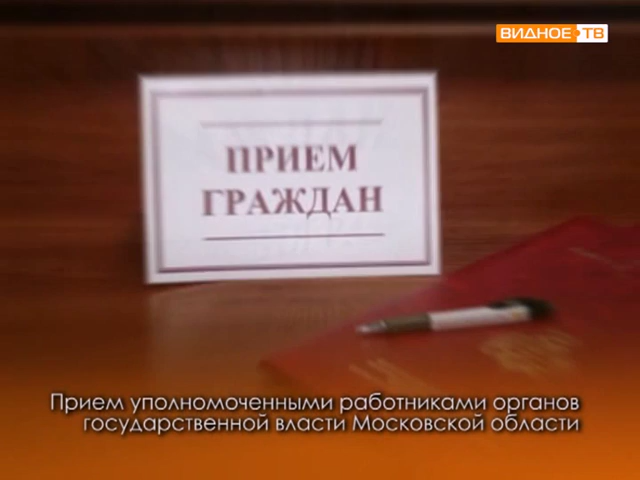 ВИДНОЕ ТВ
ПРИЕМ
ГРАЖДАН
Прием уполномоченными работниками органов
государственной власти Московской области